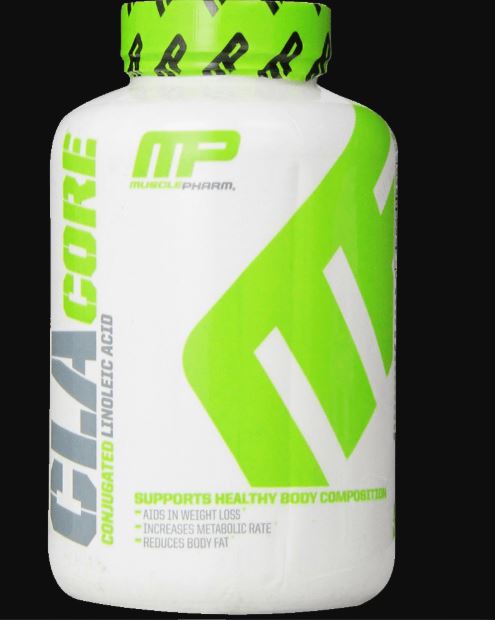 MP
MUSCLEPHARM®
CLA CORE
CONJUGATED LINOLEIC ACID
SUPPORTS HEALTHY BODY COMPOSITION
AIDS IN WEIGHT LOSS
INCREASES METABOLIC RATE
REDUCES BODY FAT